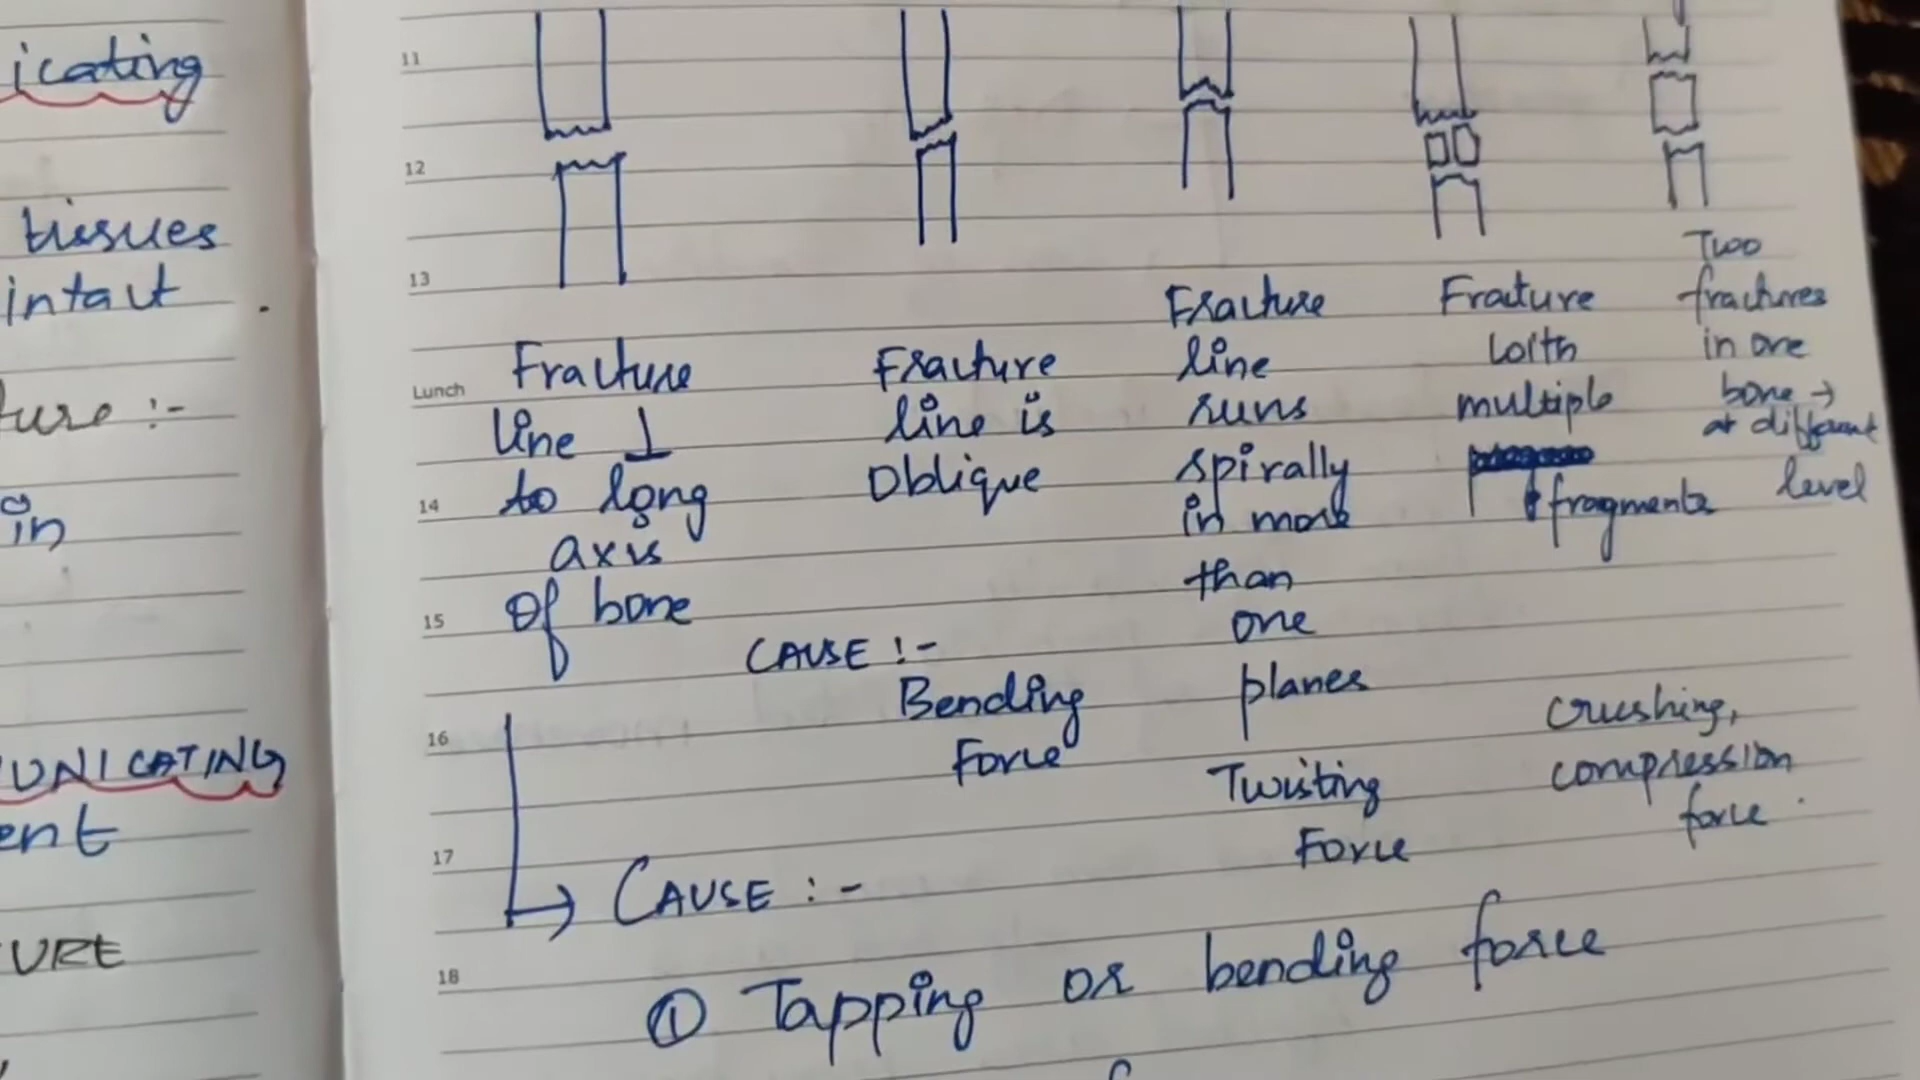 icating
tissues
intact .
ture :-
in
UNICATING
ent
URE
11
12
13
Lunch
14
15
16
17
18
Fracture
line ⊥
to long
axis
of bone
Fracture
line is
Oblique
CAUSE :-
Bending
Force
Fracture
line
runs
spirally
in more
than
one
planes
Twisting
Force
Fracture
with
multiple
fragments
crushing,
compression
force .
Two
fractures
in one
bone →
at different
level
→ CAUSE :-
① Tapping or bending force